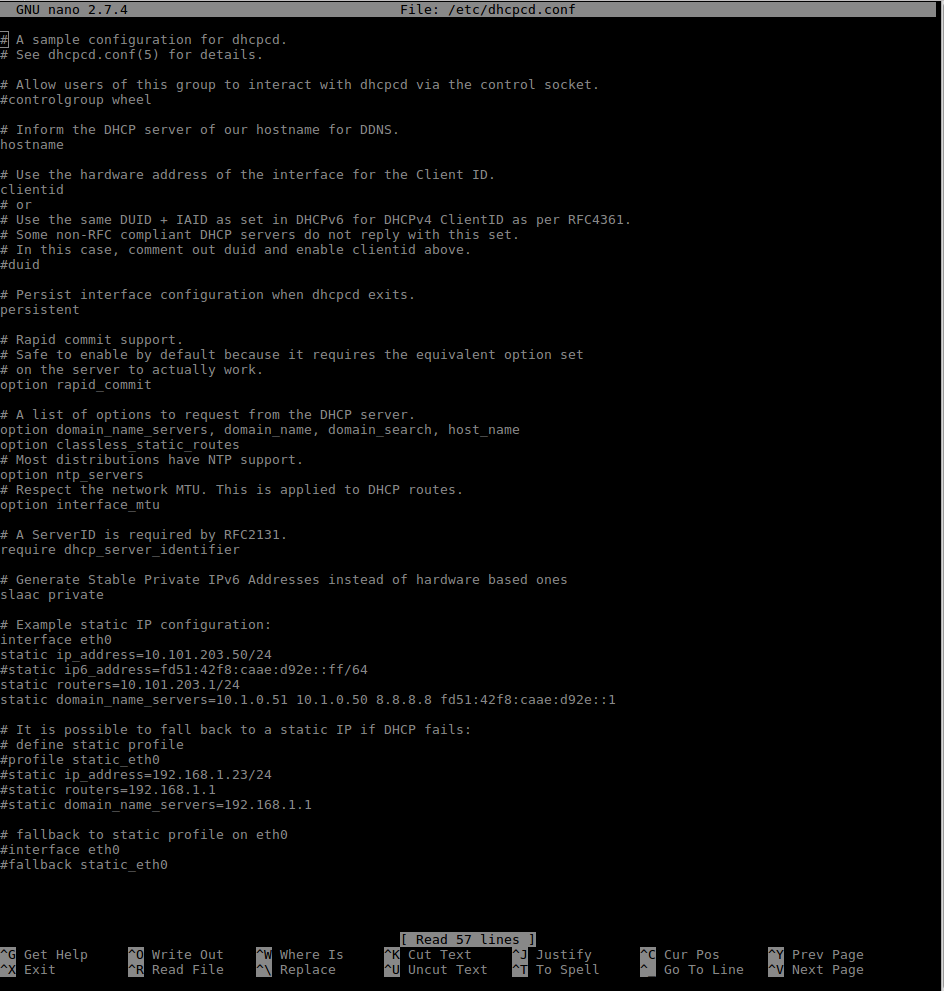 GNU nano 2.7.4 File: /etc/dhcpcd.conf
# A sample configuration for dhcpcd.
# See dhcpcd.conf(5) for details.
# Allow users of this group to interact with dhcpcd via the control socket.
#controlgroup wheel
# Inform the DHCP server of our hostname for DDNS.
hostname
# Use the hardware address of the interface for the Client ID.
clientid
# or
# Use the same DUID + IAID as set in DHCPv6 for DHCPv4 ClientID as per RFC4361.
# Some non-RFC compliant DHCP servers do not reply with this set.
# In this case, comment out duid and enable clientid above.
#duid
# Persist interface configuration when dhcpcd exits.
persistent
# Rapid commit support.
# Safe to enable by default because it requires the equivalent option set
# on the server to actually work.
option rapid_commit
# A list of options to request from the DHCP server.
option domain_name_servers, domain_name, domain_search, host_name
option classless_static_routes
# Most distributions have NTP support.
option ntp_servers
# Respect the network MTU. This is applied to DHCP routes.
option interface_mtu
# A ServerID is required by RFC2131.
require dhcp_server_identifier
# Generate Stable Private IPv6 Addresses instead of hardware based ones
slaac private
# Example static IP configuration:
interface eth0
static ip_address=10.101.203.50/24
#static ip6_address=fd51:42f8:caae:d92e::ff/64
static routers=10.101.203.1/24
static domain_name_servers=10.1.0.51 10.1.0.50 8.8.8.8 fd51:42f8:caae:d92e::1
# It is possible to fall back to a static IP if DHCP fails:
# define static profile
#profile static_eth0
#static ip_address=192.168.1.23/24
#static routers=192.168.1.1
#static domain_name_servers=192.168.1.1
# fallback to static profile on eth0
#interface eth0
#fallback static_eth0
[ Read 57 lines ]
^G Get Help ^O Write Out ^W Where Is ^K Cut Text ^J Justify ^C Cur Pos ^Y Prev Page
^X Exit ^R Read File ^\ Replace ^U Uncut Text ^T To Spell ^_ Go To Line ^V Next Page